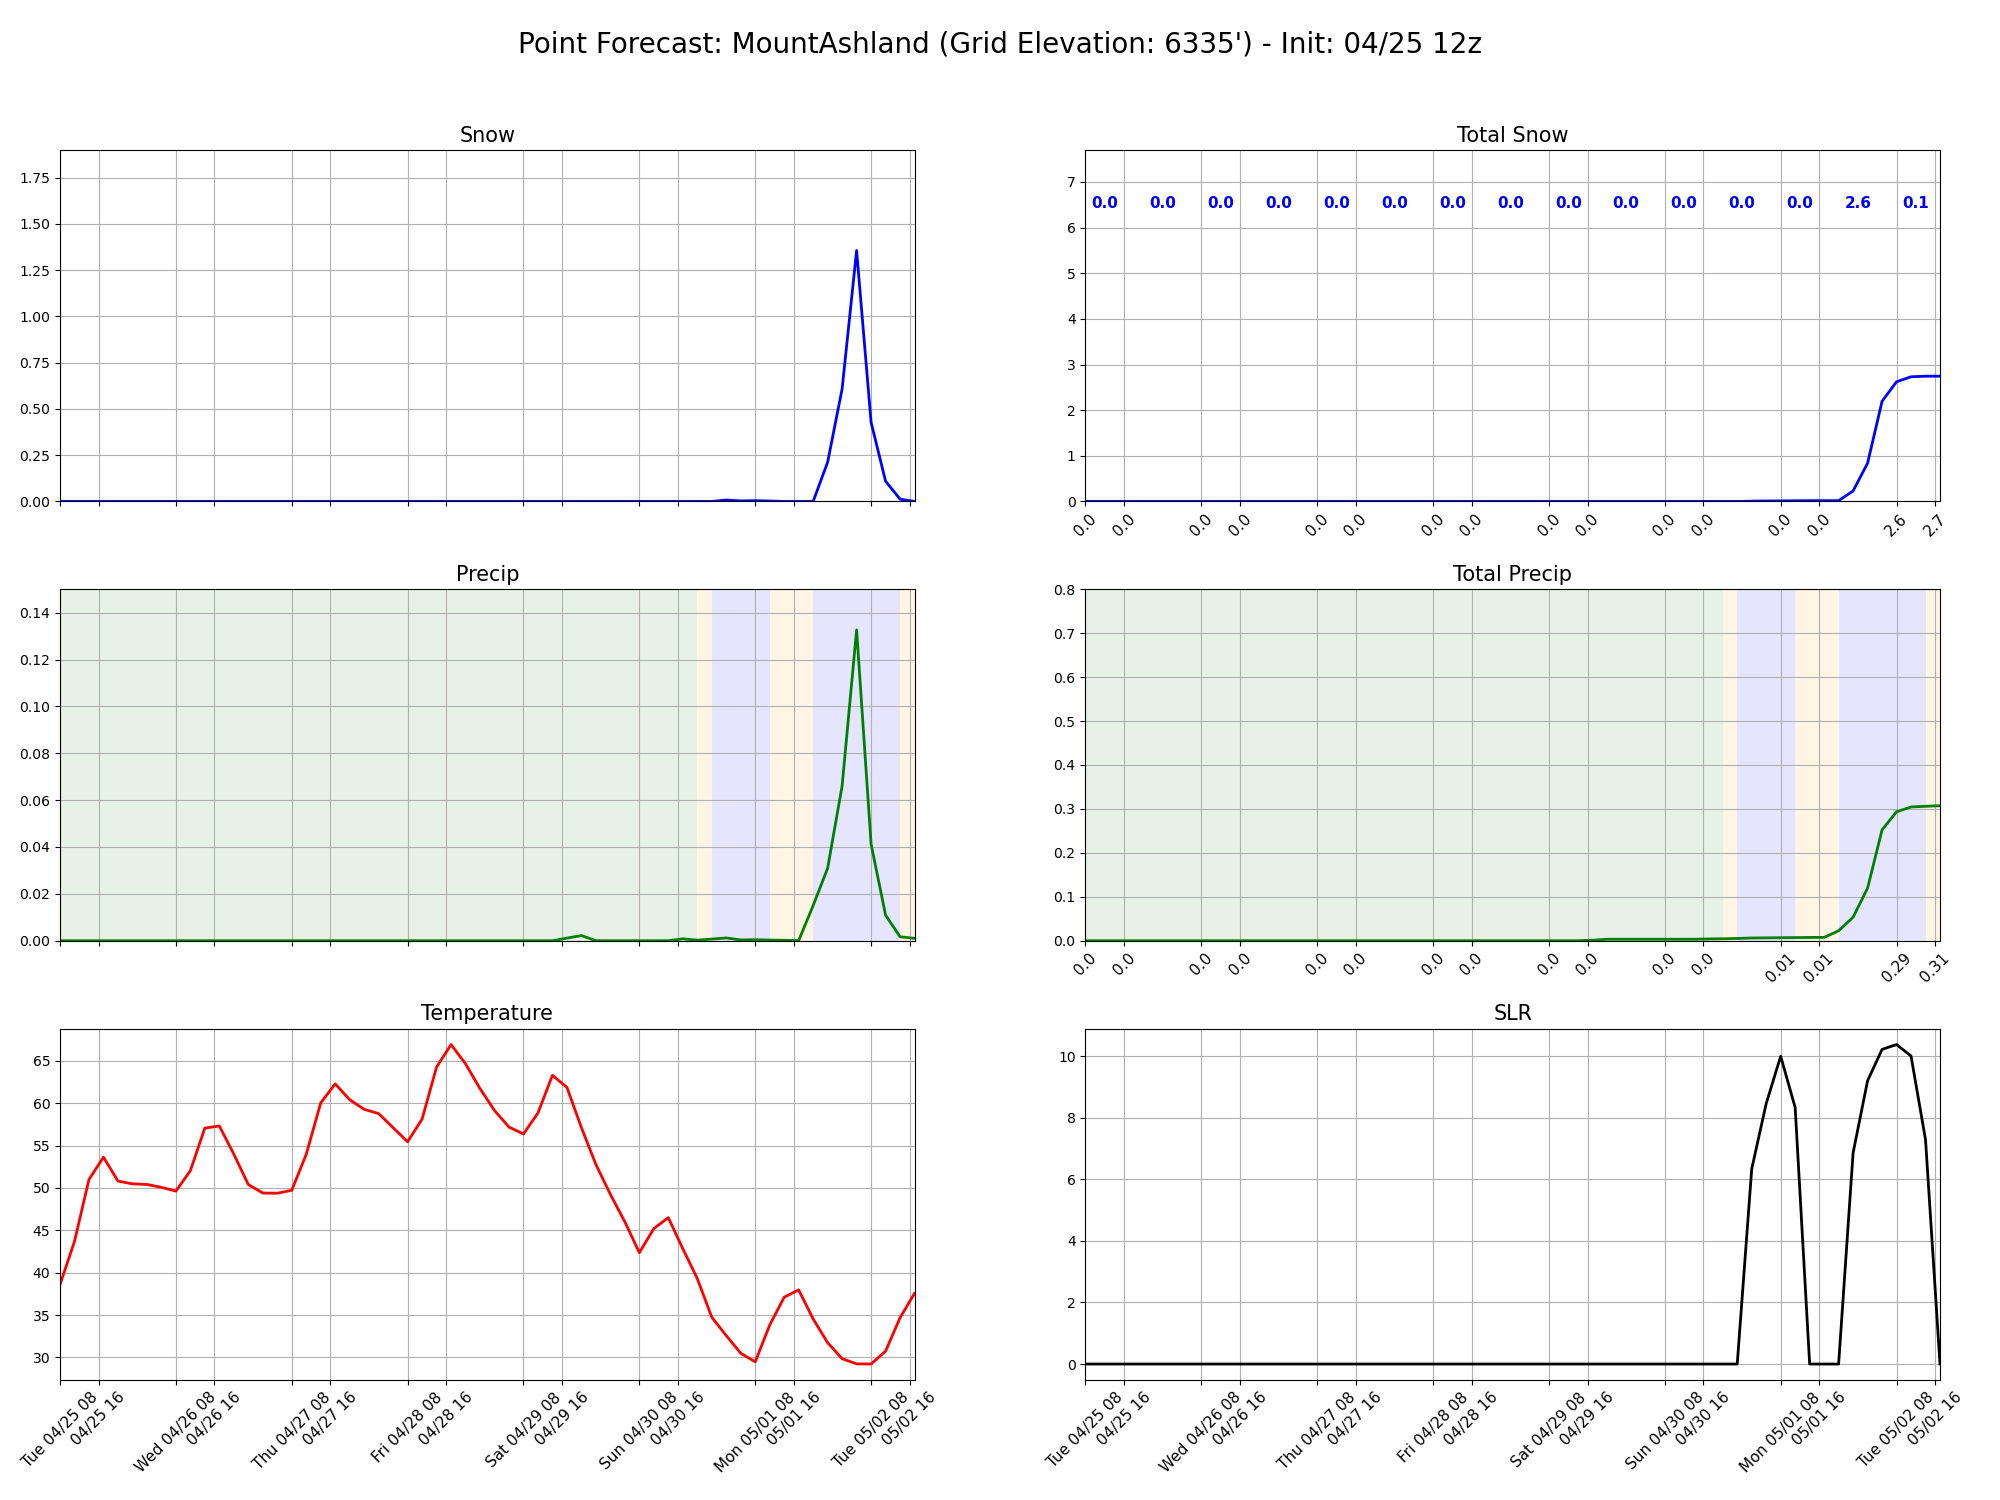 Point Forecast: MountAshland (Grid Elevation: 6335') - Init: 04/25 12z
Snow
1.75
1.50
1.25
1.00
0.75
0.50
0.25
0.00
Total Snow
7
6
5
4
3
2
1
0
0.0 0.0 0.0 0.0 0.0 0.0 0.0 0.0 0.0 0.0 0.0 0.0 0.0 2.6 0.1
0.0 0.0 0.0 0.0 0.0 0.0 0.0 0.0 0.0 0.0 0.0 0.0 0.0 0.0 2.6 2.7
Precip
0.14
0.12
0.10
0.08
0.06
0.04
0.02
0.00
Total Precip
0.8
0.7
0.6
0.5
0.4
0.3
0.2
0.1
0.0
0.0 0.0 0.0 0.0 0.0 0.0 0.0 0.0 0.0 0.0 0.0 0.0 0.01 0.01 0.29 0.31
Temperature
65
60
55
50
45
40
35
30
Tue 04/25 08
04/25 16
Wed 04/26 08
04/26 16
Thu 04/27 08
04/27 16
Fri 04/28 08
04/28 16
Sat 04/29 08
04/29 16
Sun 04/30 08
04/30 16
Mon 05/01 08
05/01 16
Tue 05/02 08
05/02 16
SLR
10
8
6
4
2
0
Tue 04/25 08
04/25 16
Wed 04/26 08
04/26 16
Thu 04/27 08
04/27 16
Fri 04/28 08
04/28 16
Sat 04/29 08
04/29 16
Sun 04/30 08
04/30 16
Mon 05/01 08
05/01 16
Tue 05/02 08
05/02 16